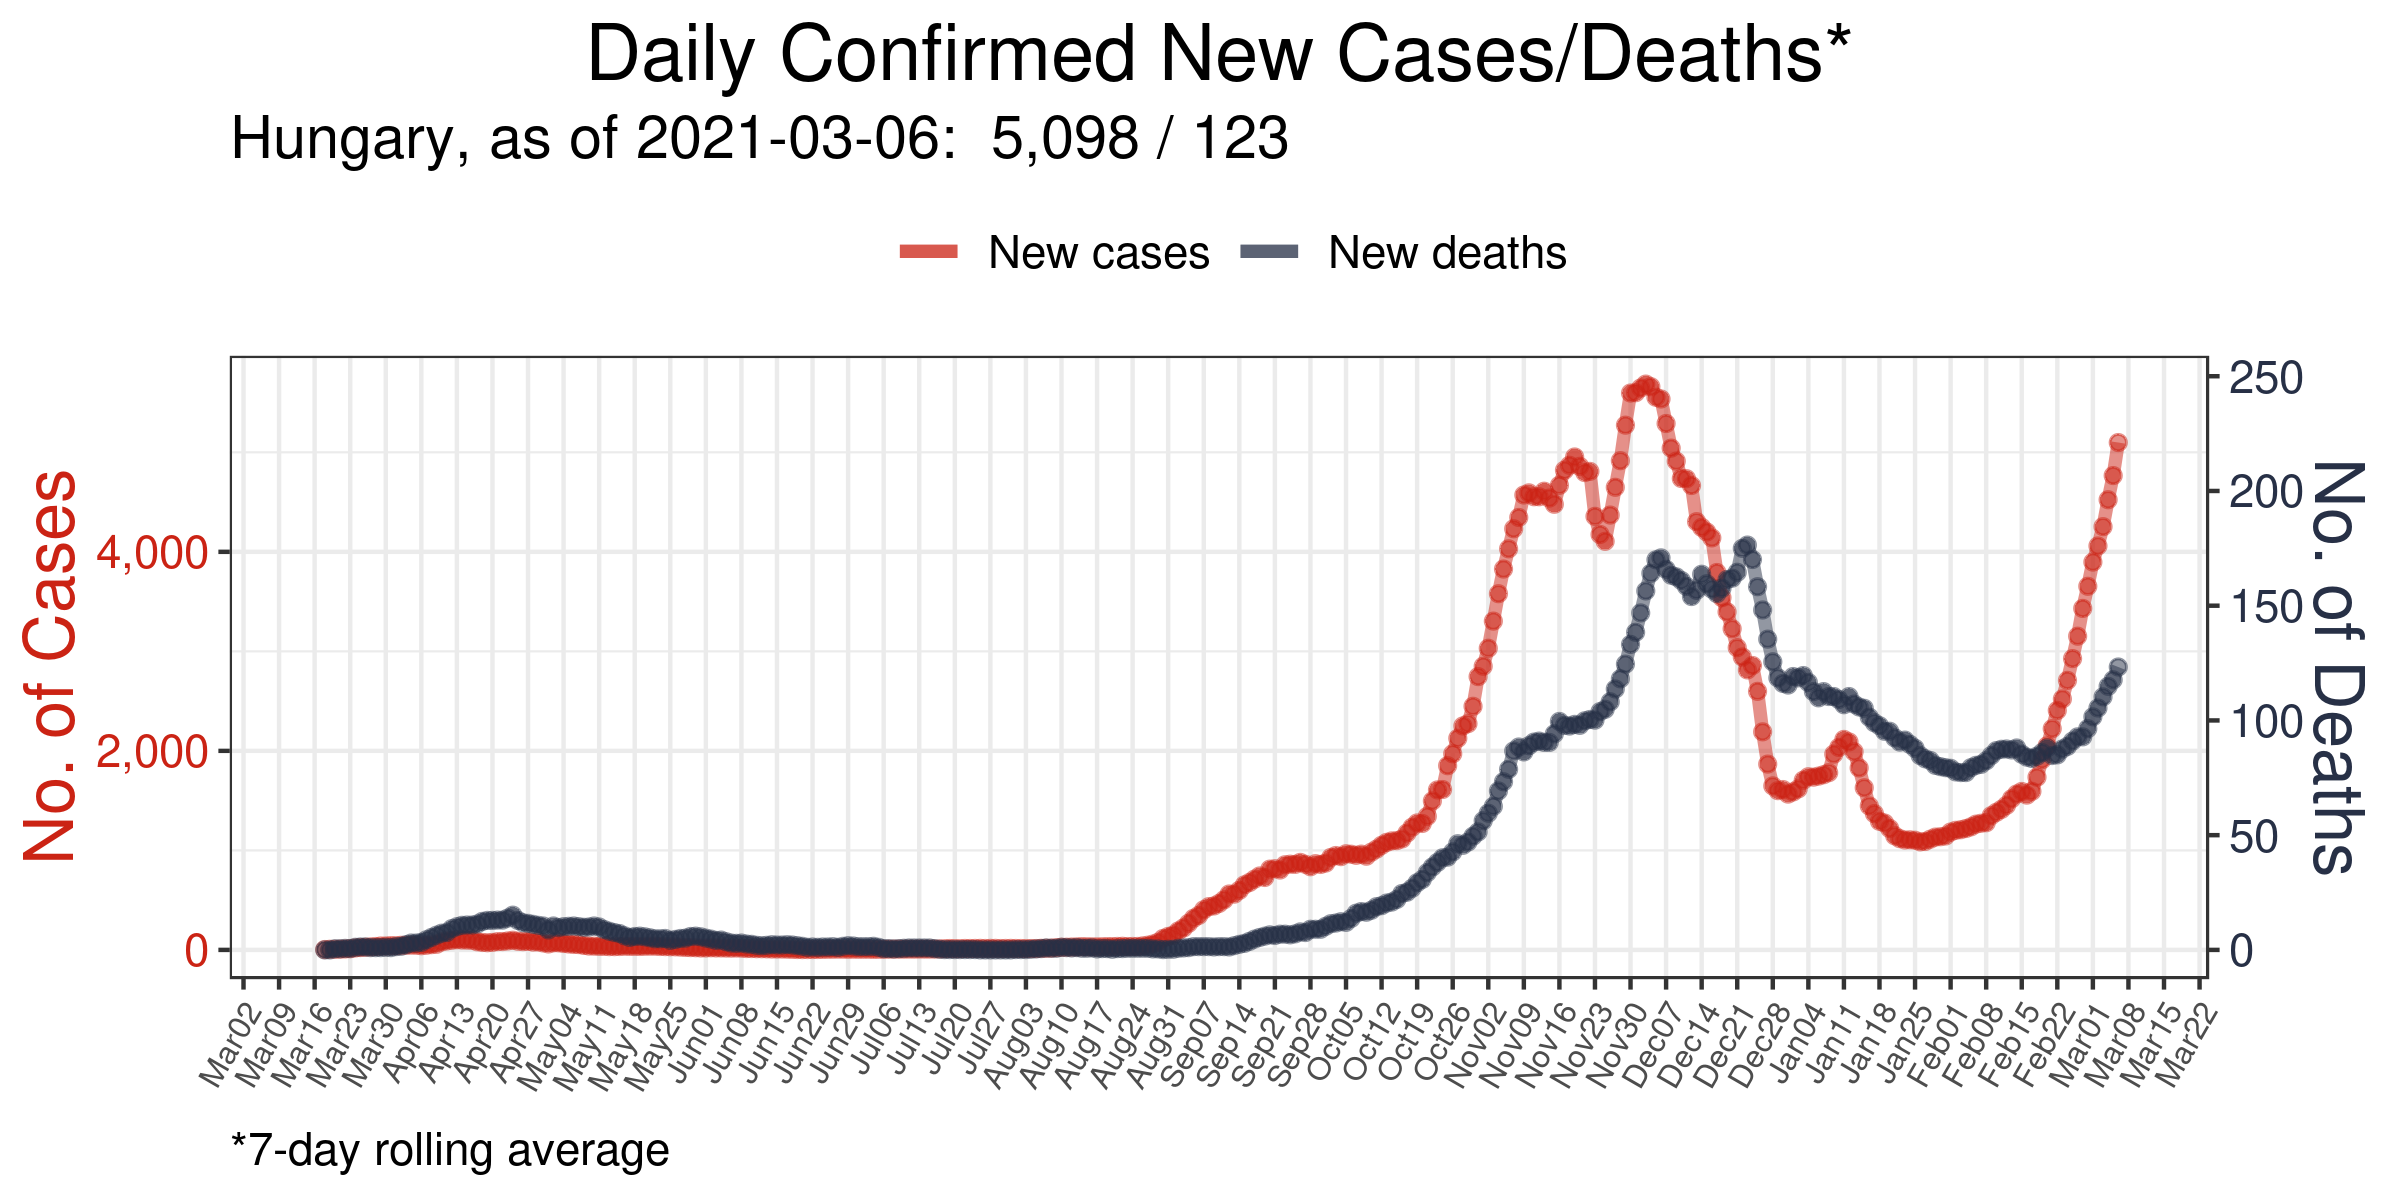 Daily Confirmed New Cases/Deaths*
Hungary, as of 2021-03-06:  5,098 / 123
New cases
New deaths
No. of Cases
4,000
2,000
0
250
200
150
100
50
0
No. of Deaths
Mar02
Mar09
Mar16
Mar23
Mar30
Apr06
Apr13
Apr20
Apr27
May04
May11
May18
May25
Jun01
Jun08
Jun15
Jun22
Jun29
Jul06
Jul13
Jul20
Jul27
Aug03
Aug10
Aug17
Aug24
Aug31
Sep07
Sep14
Sep21
Sep28
Oct05
Oct12
Oct19
Oct26
Nov02
Nov09
Nov16
Nov23
Nov30
Dec07
Dec14
Dec21
Dec28
Jan04
Jan11
Jan18
Jan25
Feb01
Feb08
Feb15
Feb22
Mar01
Mar08
Mar15
Mar22
*7-day rolling average